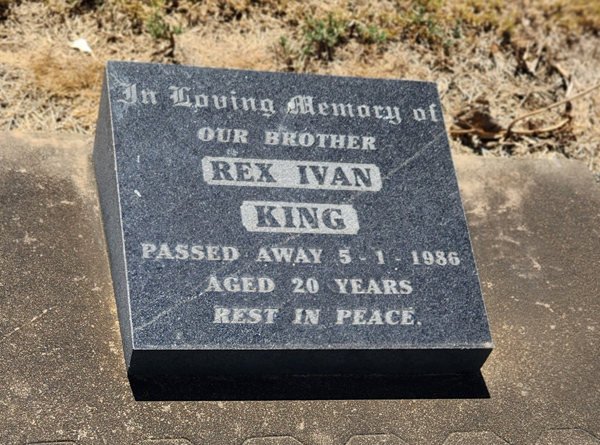 In Loving Memory of
OUR BROTHER
REX IVAN
KING
PASSED AWAY 5 - 1 - 1986
AGED 20 YEARS
REST IN PEACE.